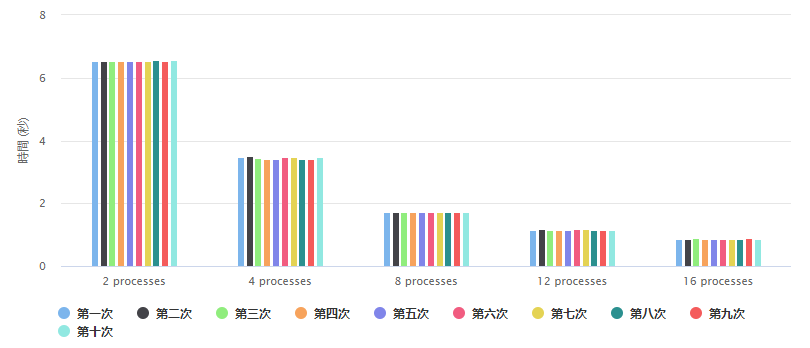 8
6
4
2
0
時間 (秒)
2 processes 4 processes 8 processes 12 processes 16 processes
第一次 第二次 第三次 第四次 第五次 第六次 第七次 第八次 第九次
第十次